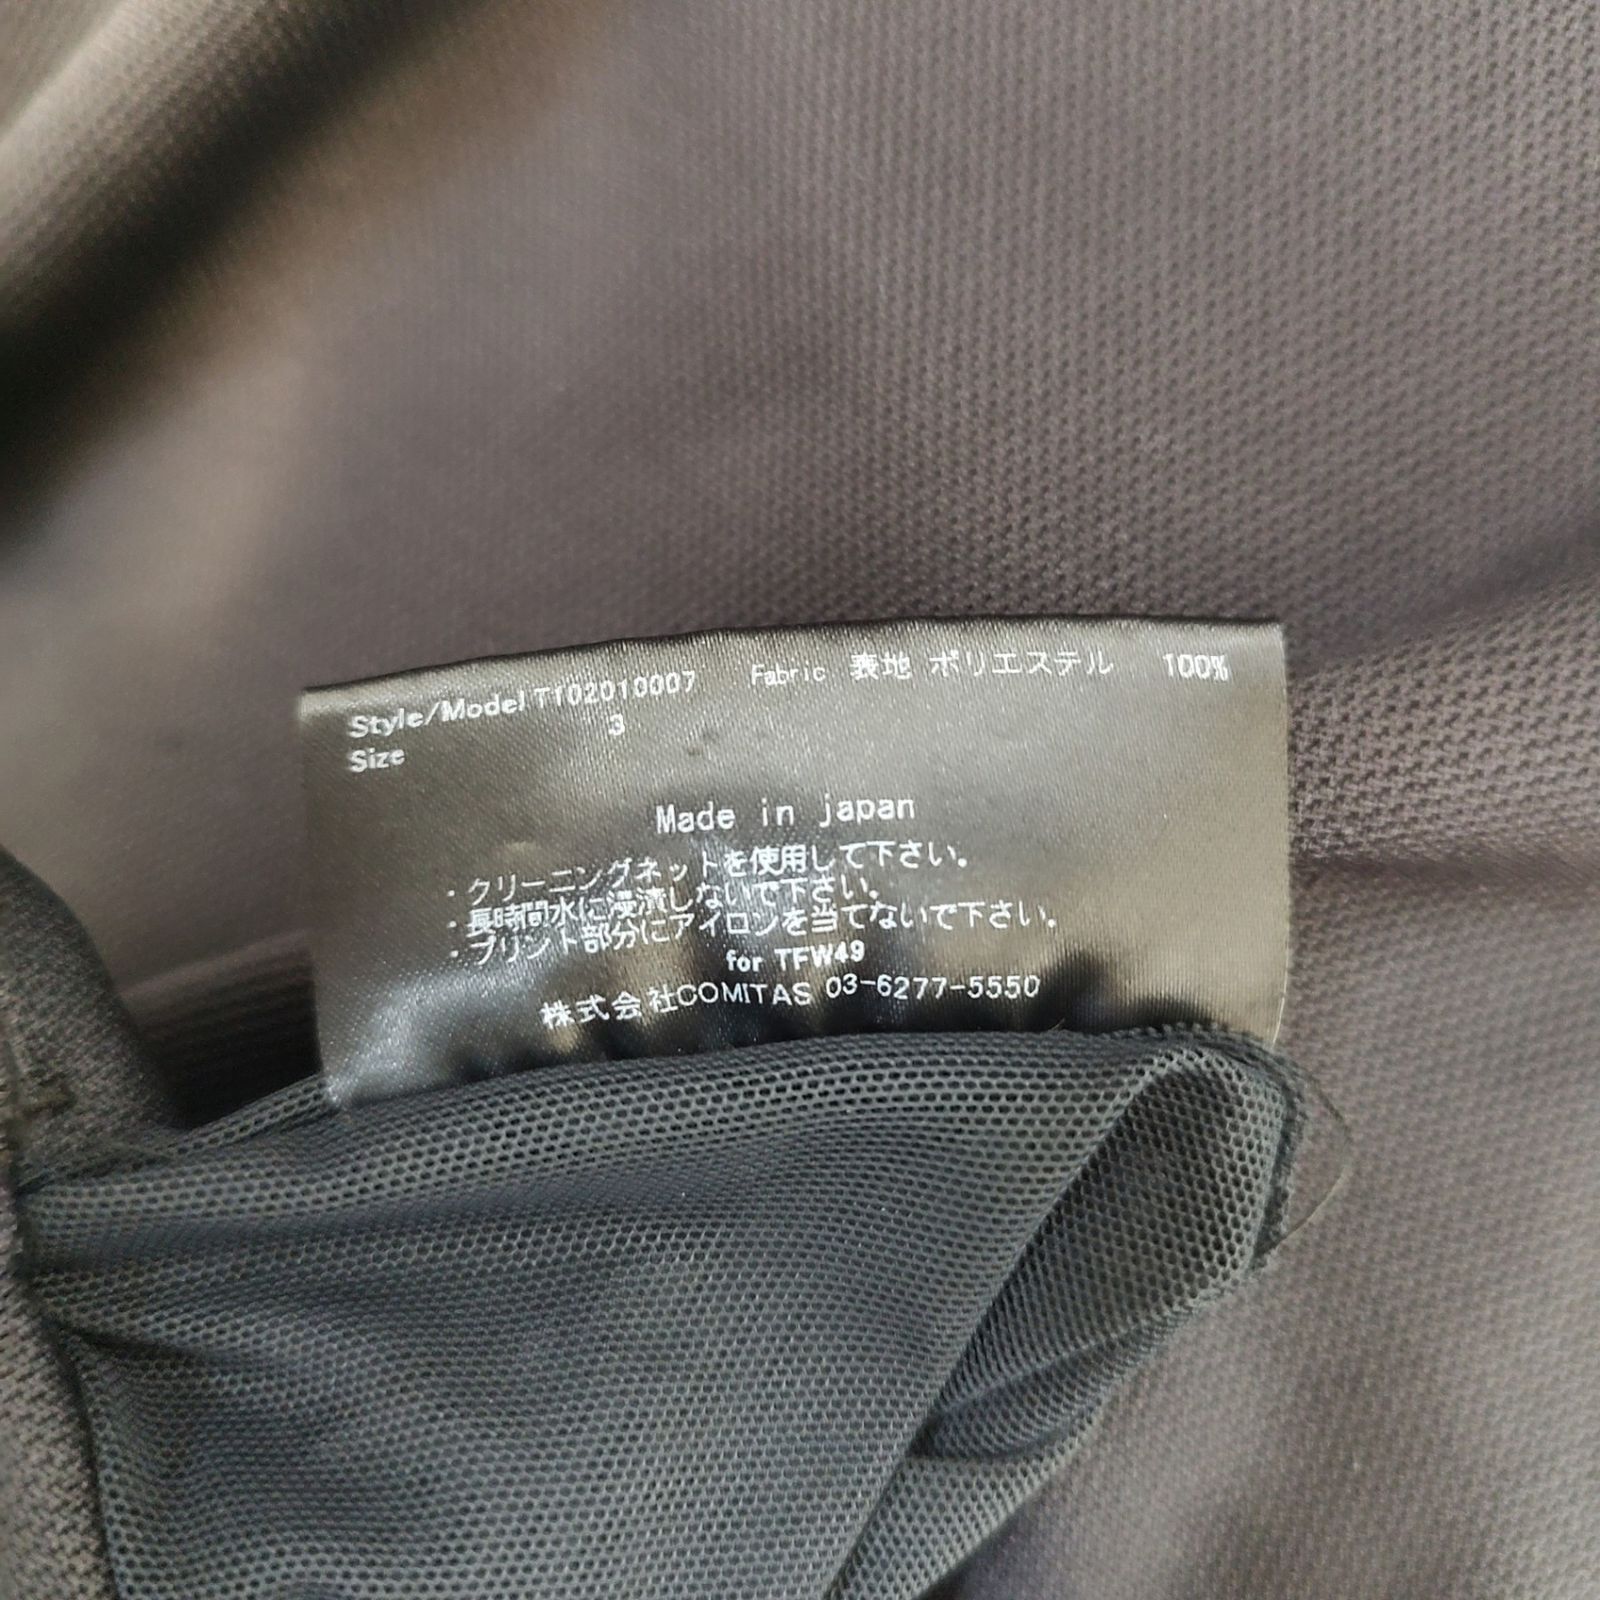 Style/Model T102010007 Fabric 表地 ポリエステル 100%
Size 3
Made in japan
・クリーニングネットを使用して下さい。
・長時間水に浸漬しないで下さい。
・プリント部分にアイロンを当てないで下さい。
for TFW49
株式会社COMITAS 03-6277-5550